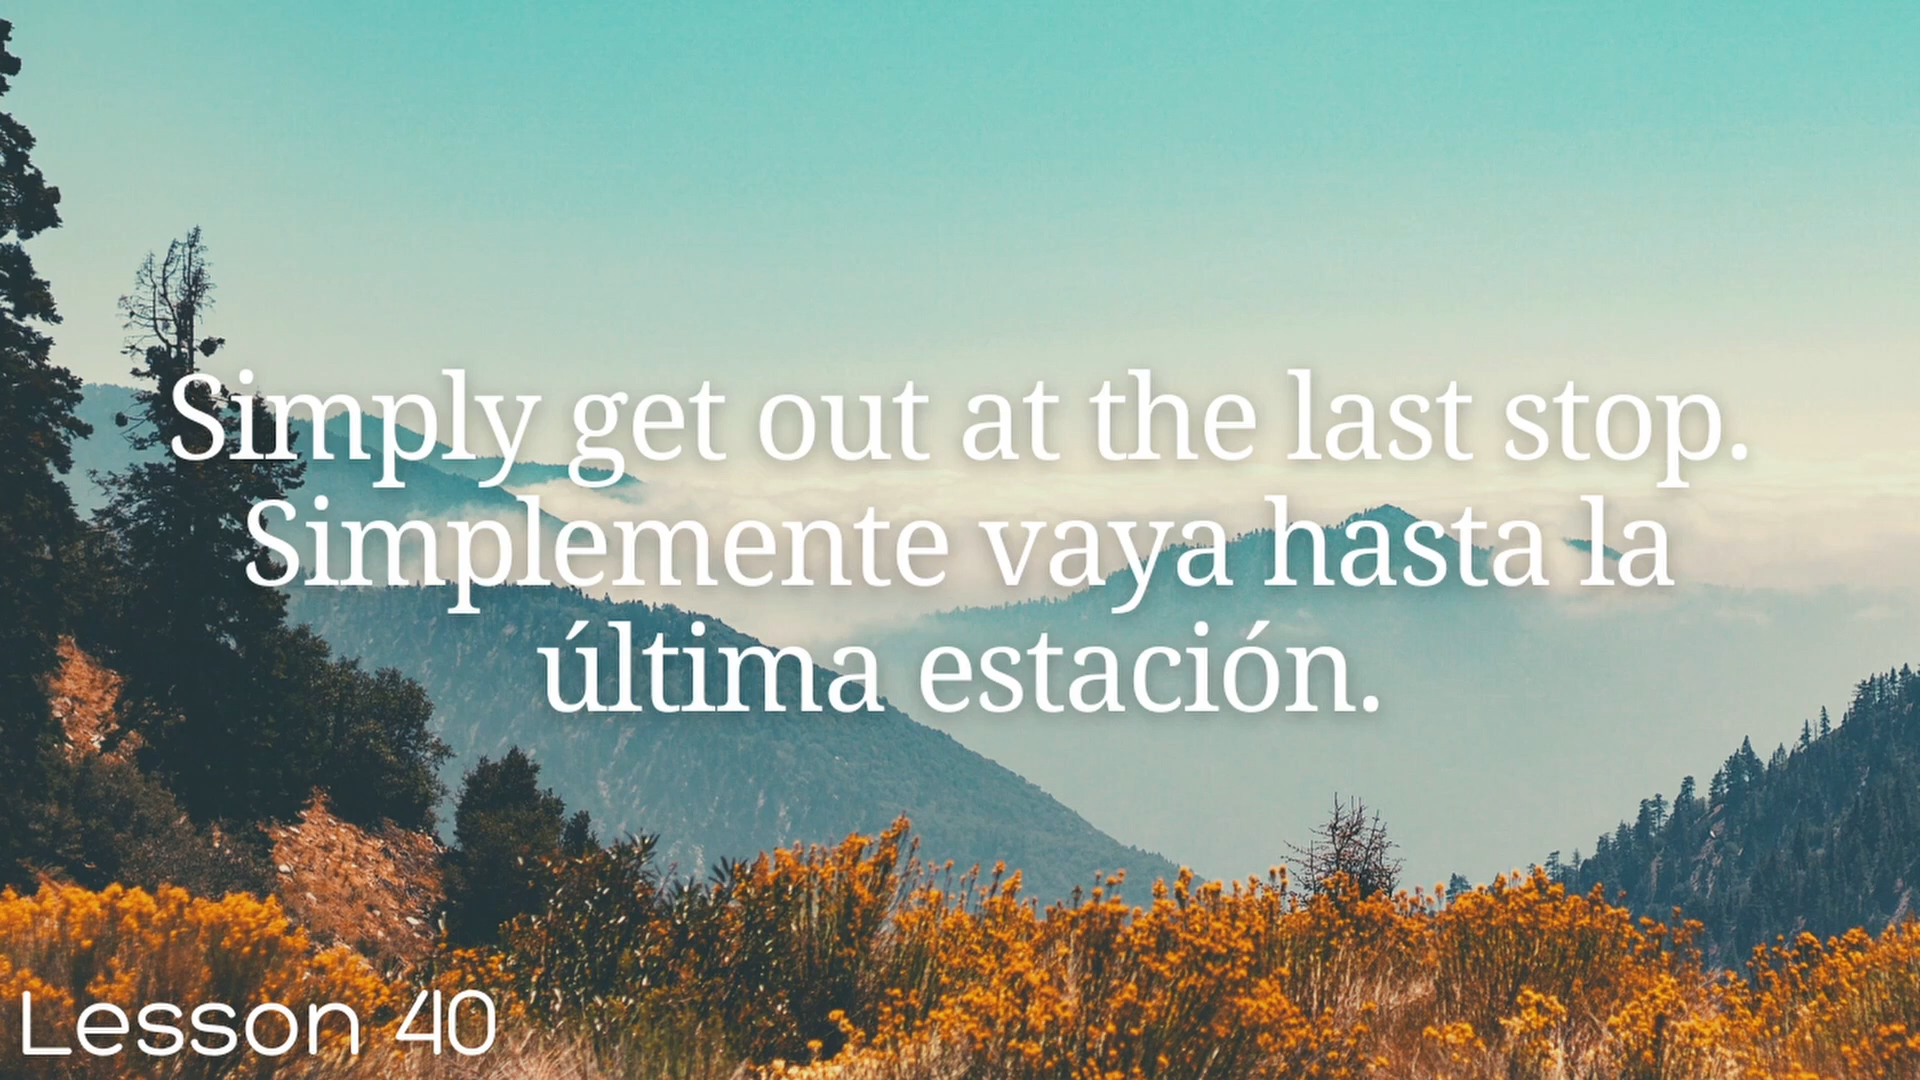 Simply get out at the last stop.
Simplemente vaya hasta la
última estación.
Lesson 40